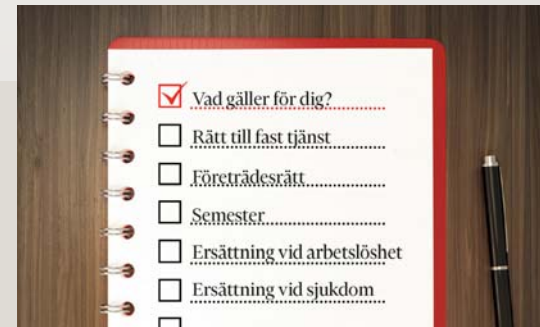 Vad gäller för dig?
Rätt till fast tjänst
Företrädesrätt
Semester
Ersättning vid arbetslöshet
Ersättning vid sjukdom